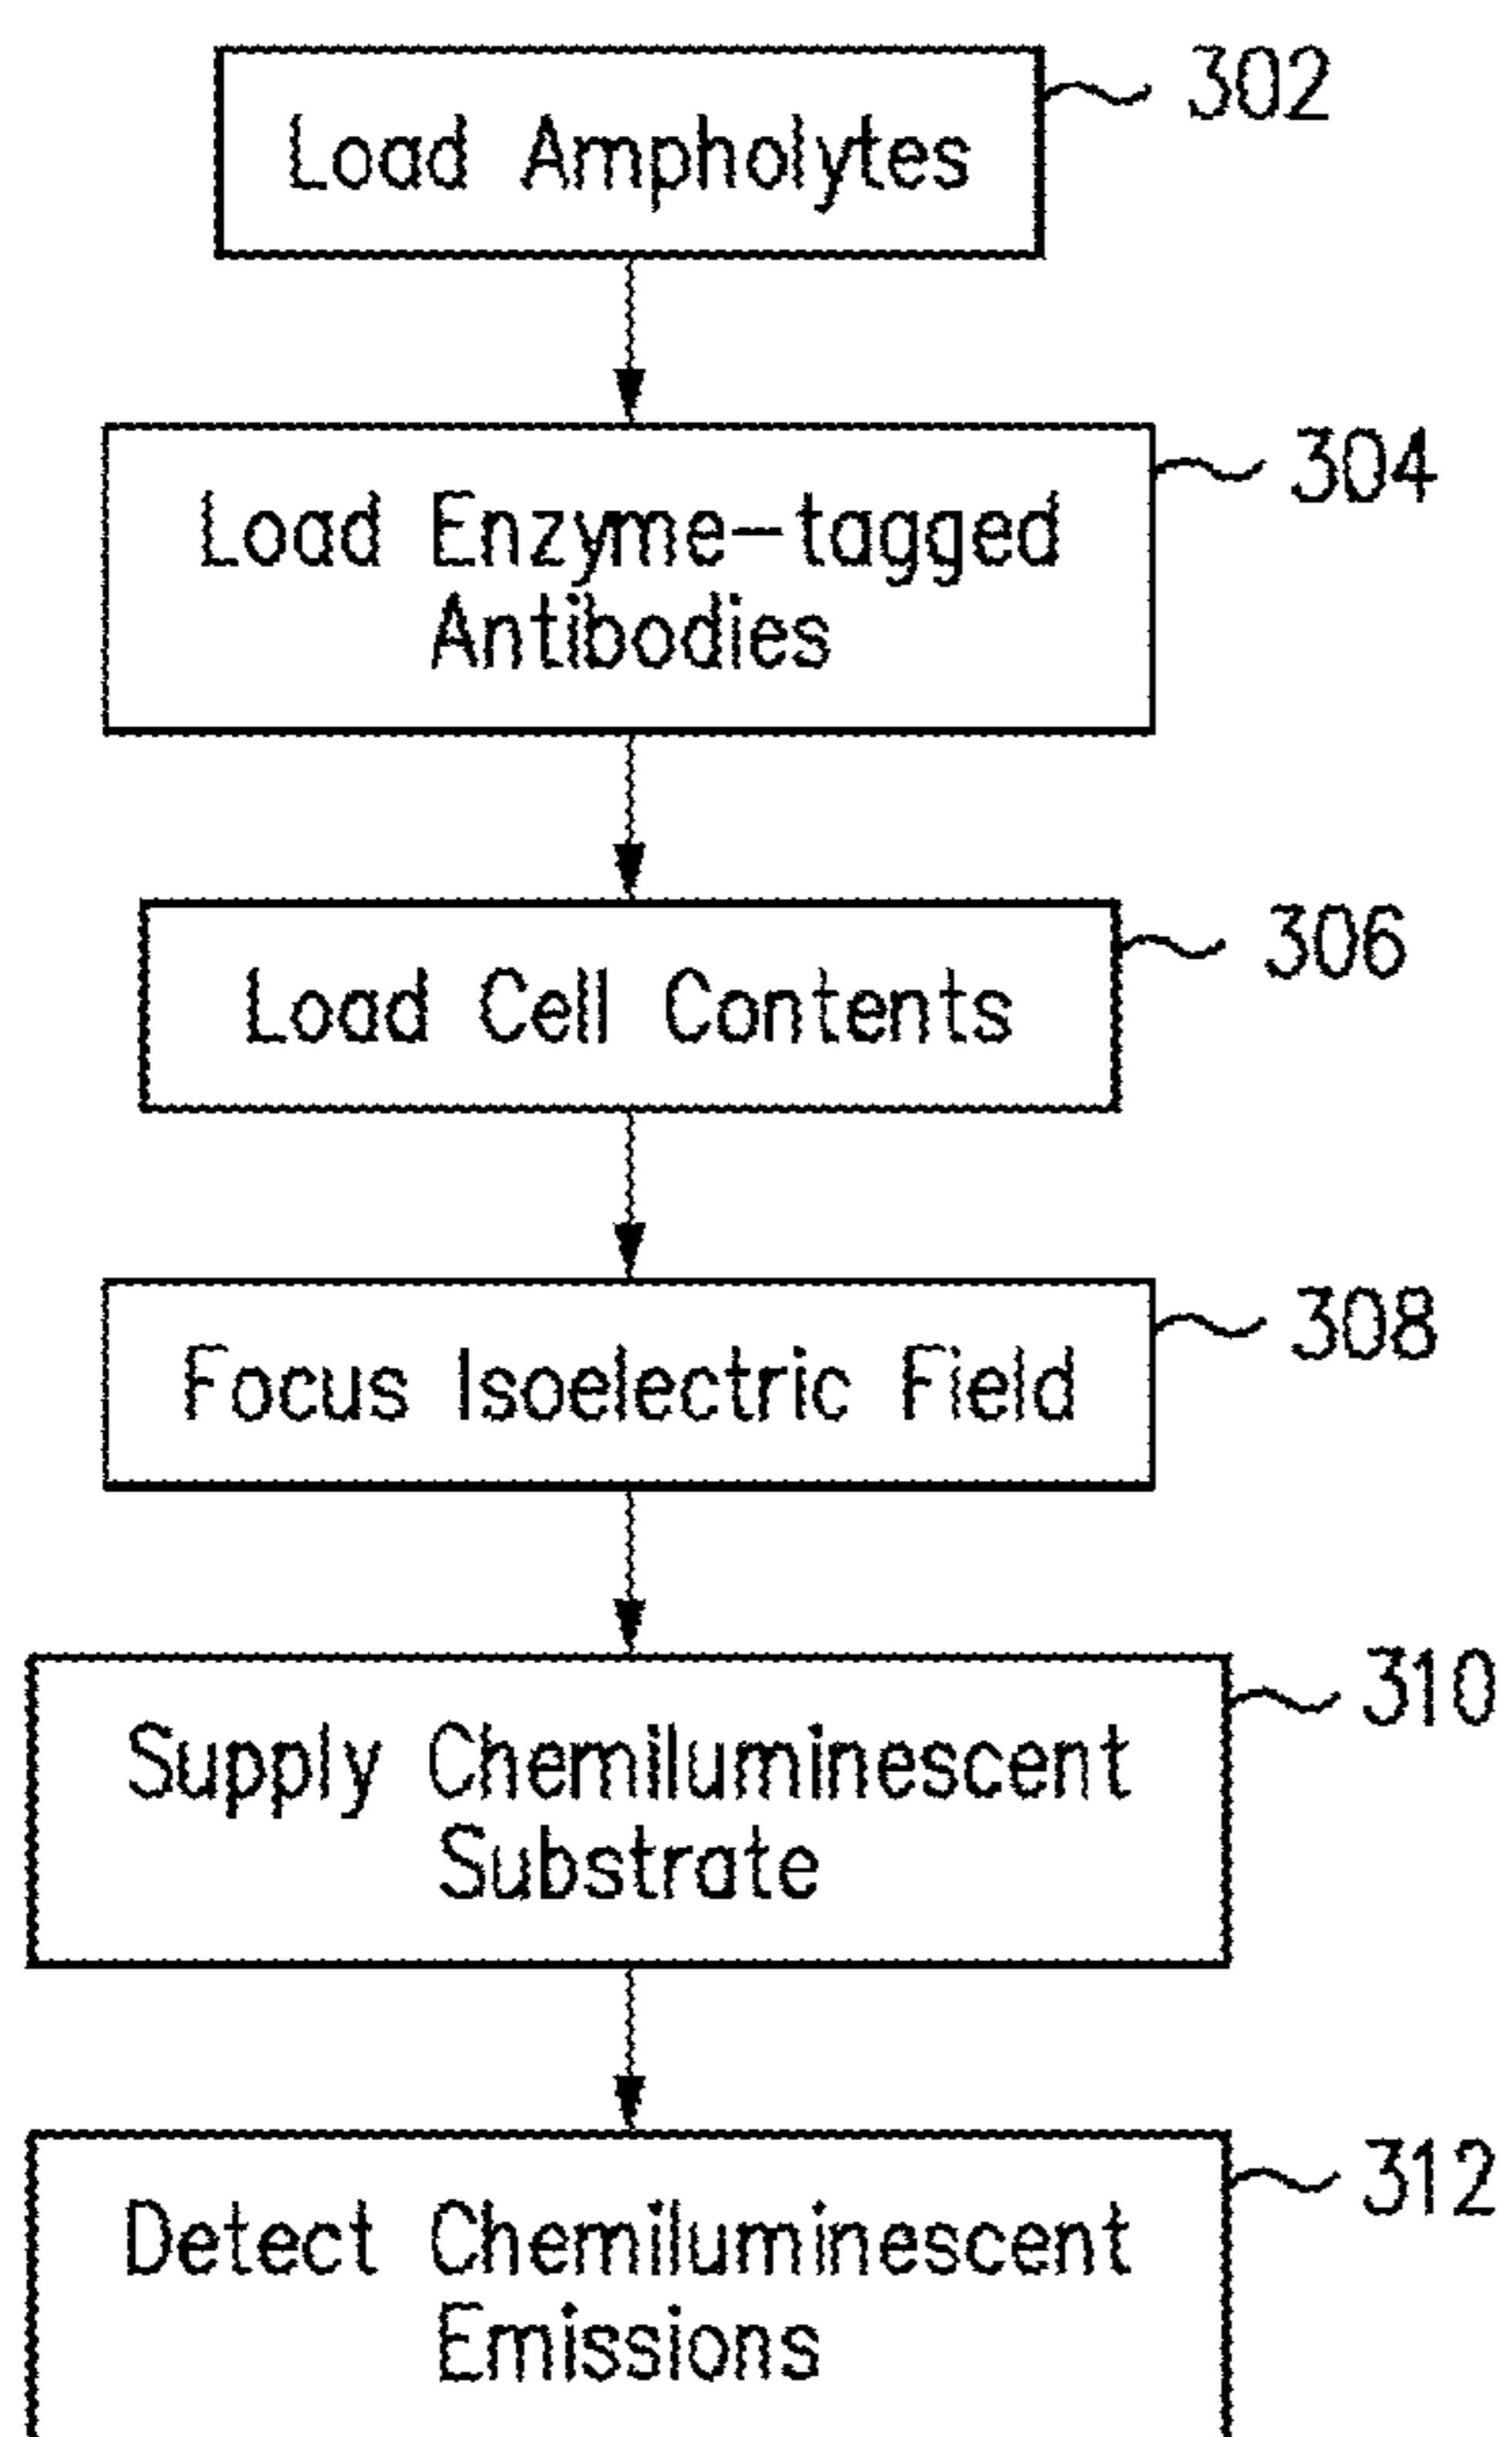 302
Load Ampholytes
304
Load Enzyme-tagged
Antibodies
306
Load Cell Contents
308
Focus Isoelectric Field
310
Supply Chemiluminescent
Substrate
312
Detect Chemiluminescent
Emissions